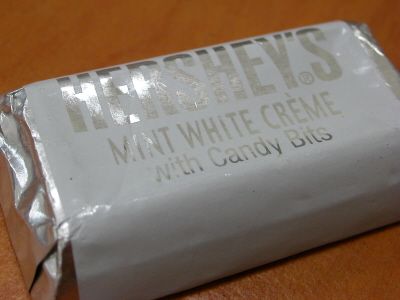 HERSHEY'S®
MINT WHITE CRÈME
with Candy Bits